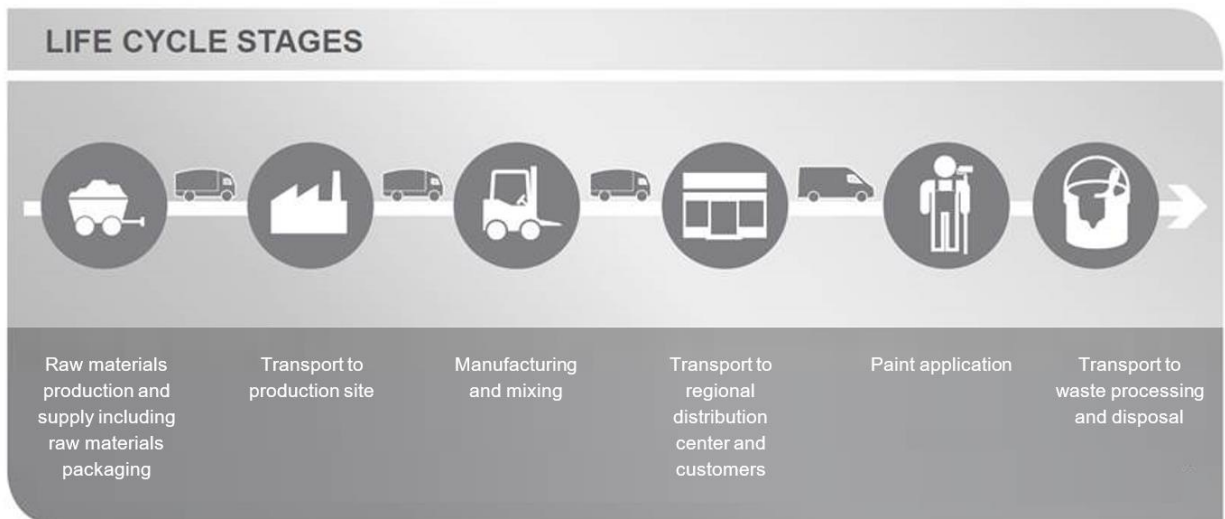 LIFE CYCLE STAGES
Raw materials
production and
supply including
raw materials
packaging
Transport to
production site
Manufacturing
and mixing
Transport to
regional
distribution
center and
customers
Paint application
Transport to
waste processing
and disposal